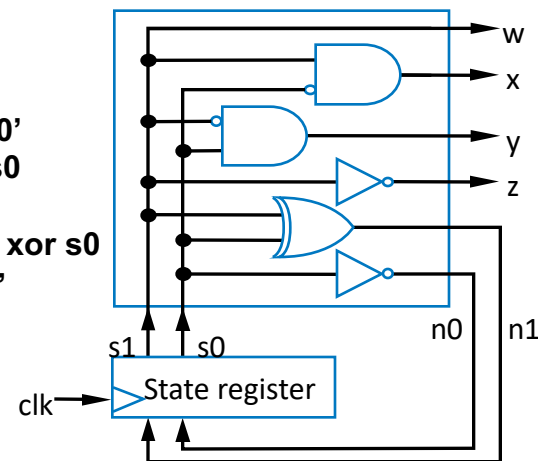 w
x
0’
y
s0
z
xor s0
’
n0 n1
s1 s0
State register
clk